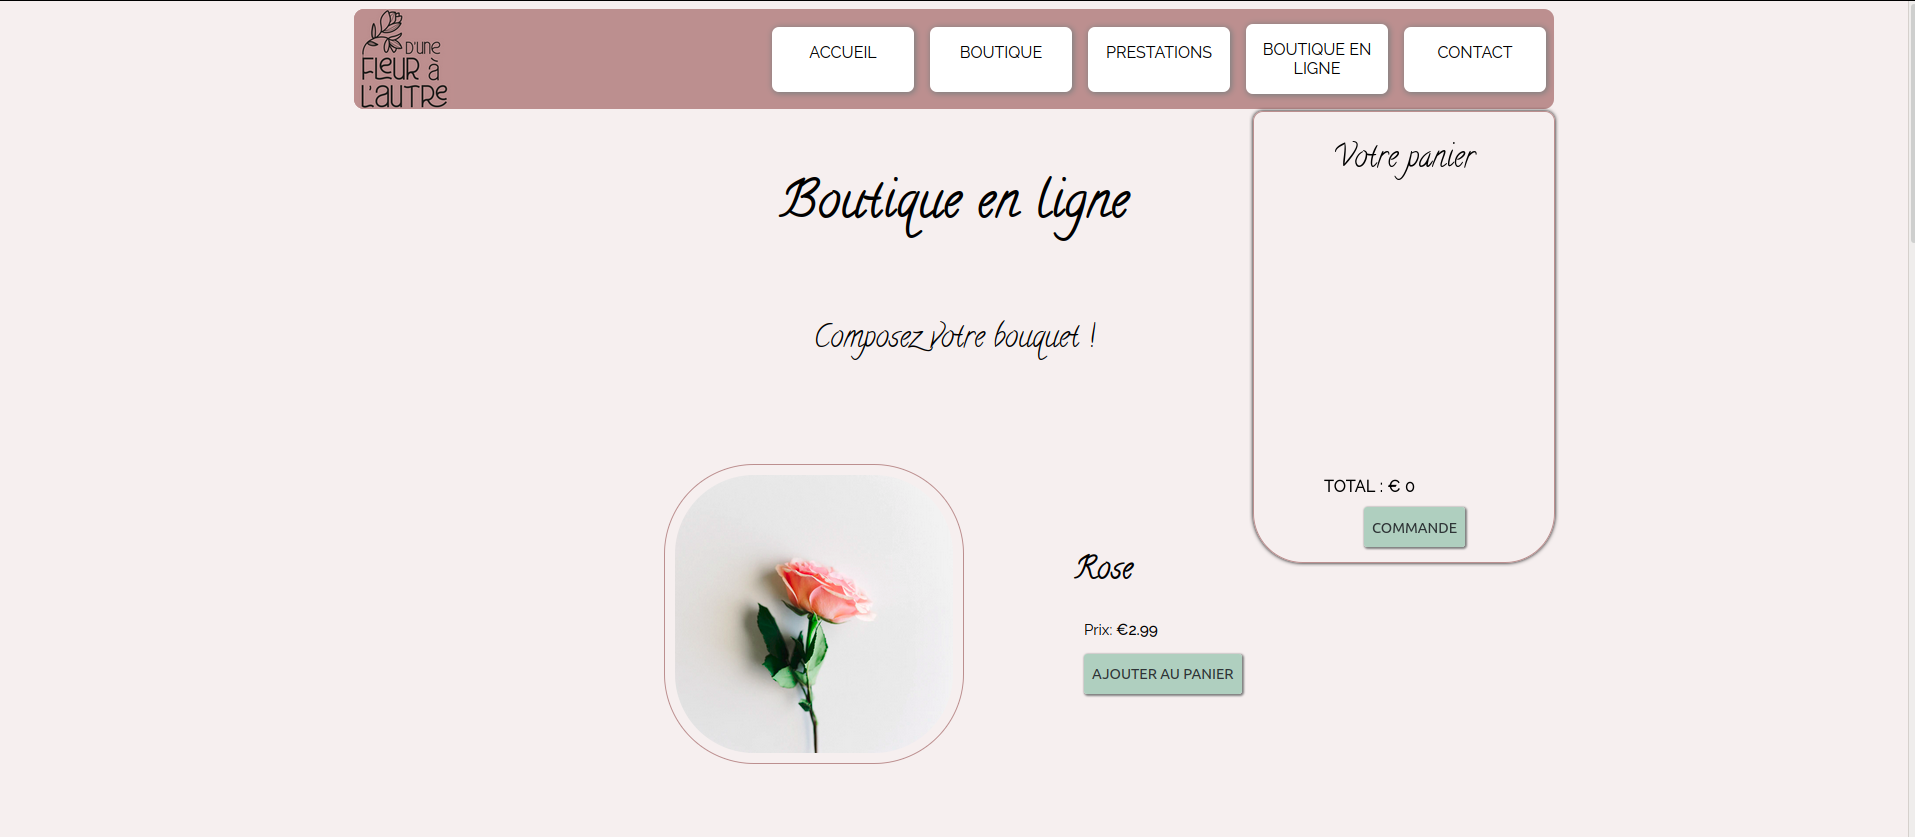 D'UNE
FLEUR à
L'AUTRE
ACCUEIL
BOUTIQUE
PRESTATIONS
BOUTIQUE EN
LIGNE
CONTACT
Votre panier
Boutique en ligne
Composez votre bouquet !
TOTAL : € 0
COMMANDE
Rose
Prix: €2.99
AJOUTER AU PANIER